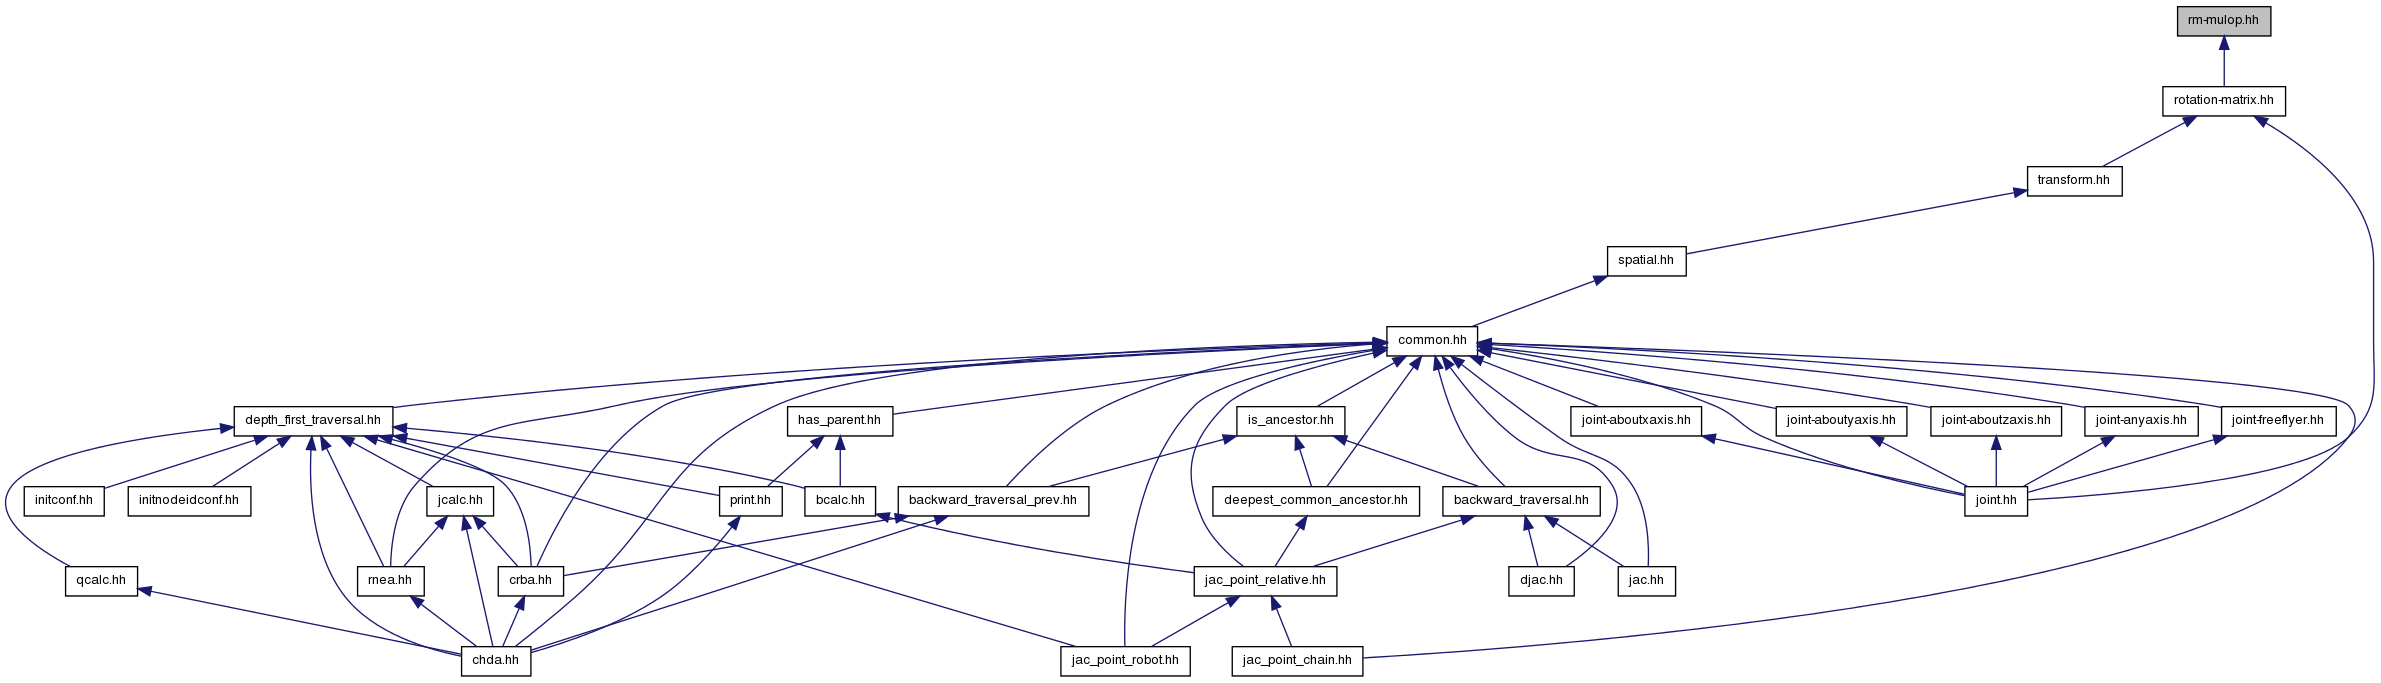 rm-mulop.hh
rotation-matrix.hh
transform.hh
spatial.hh
common.hh
depth_first_traversal.hh
has_parent.hh
is_ancestor.hh
joint-aboutxaxis.hh
joint-aboutyaxis.hh
joint-aboutzaxis.hh
joint-anyaxis.hh
joint-freeflyer.hh
initconf.hh
initnodeidconf.hh
jcalc.hh
print.hh
bcalc.hh
backward_traversal_prev.hh
deepest_common_ancestor.hh
backward_traversal.hh
joint.hh
qcalc.hh
rnea.hh
crba.hh
jac_point_relative.hh
djac.hh
jac.hh
chda.hh
jac_point_robot.hh
jac_point_chain.hh